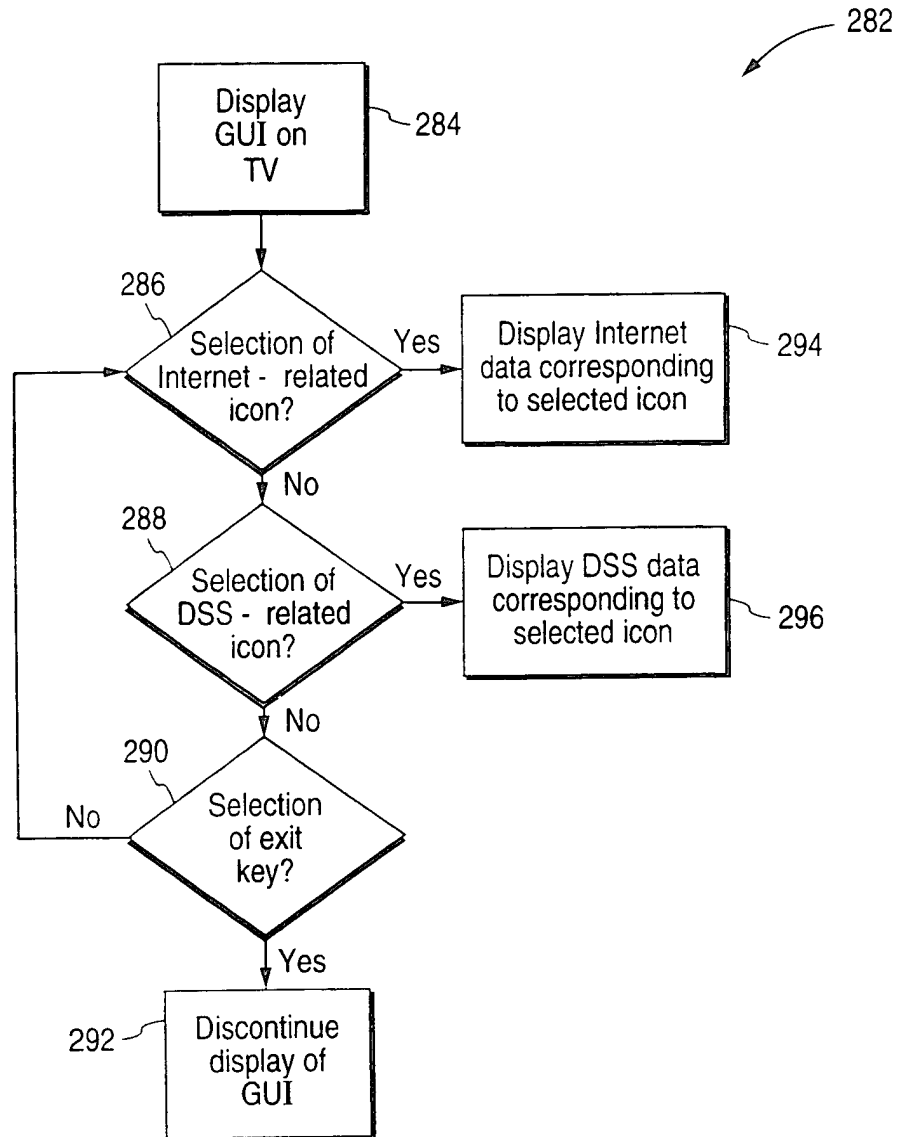 282
Display
GUI on
TV
284
286
Selection of
Internet - related
icon?
Yes
Display Internet
data corresponding
to selected icon
294
No
288
Selection of
DSS - related
icon?
Yes
Display DSS data
corresponding to
selected icon
296
No
290
Selection
of exit
key?
No
Yes
292
Discontinue
display of
GUI